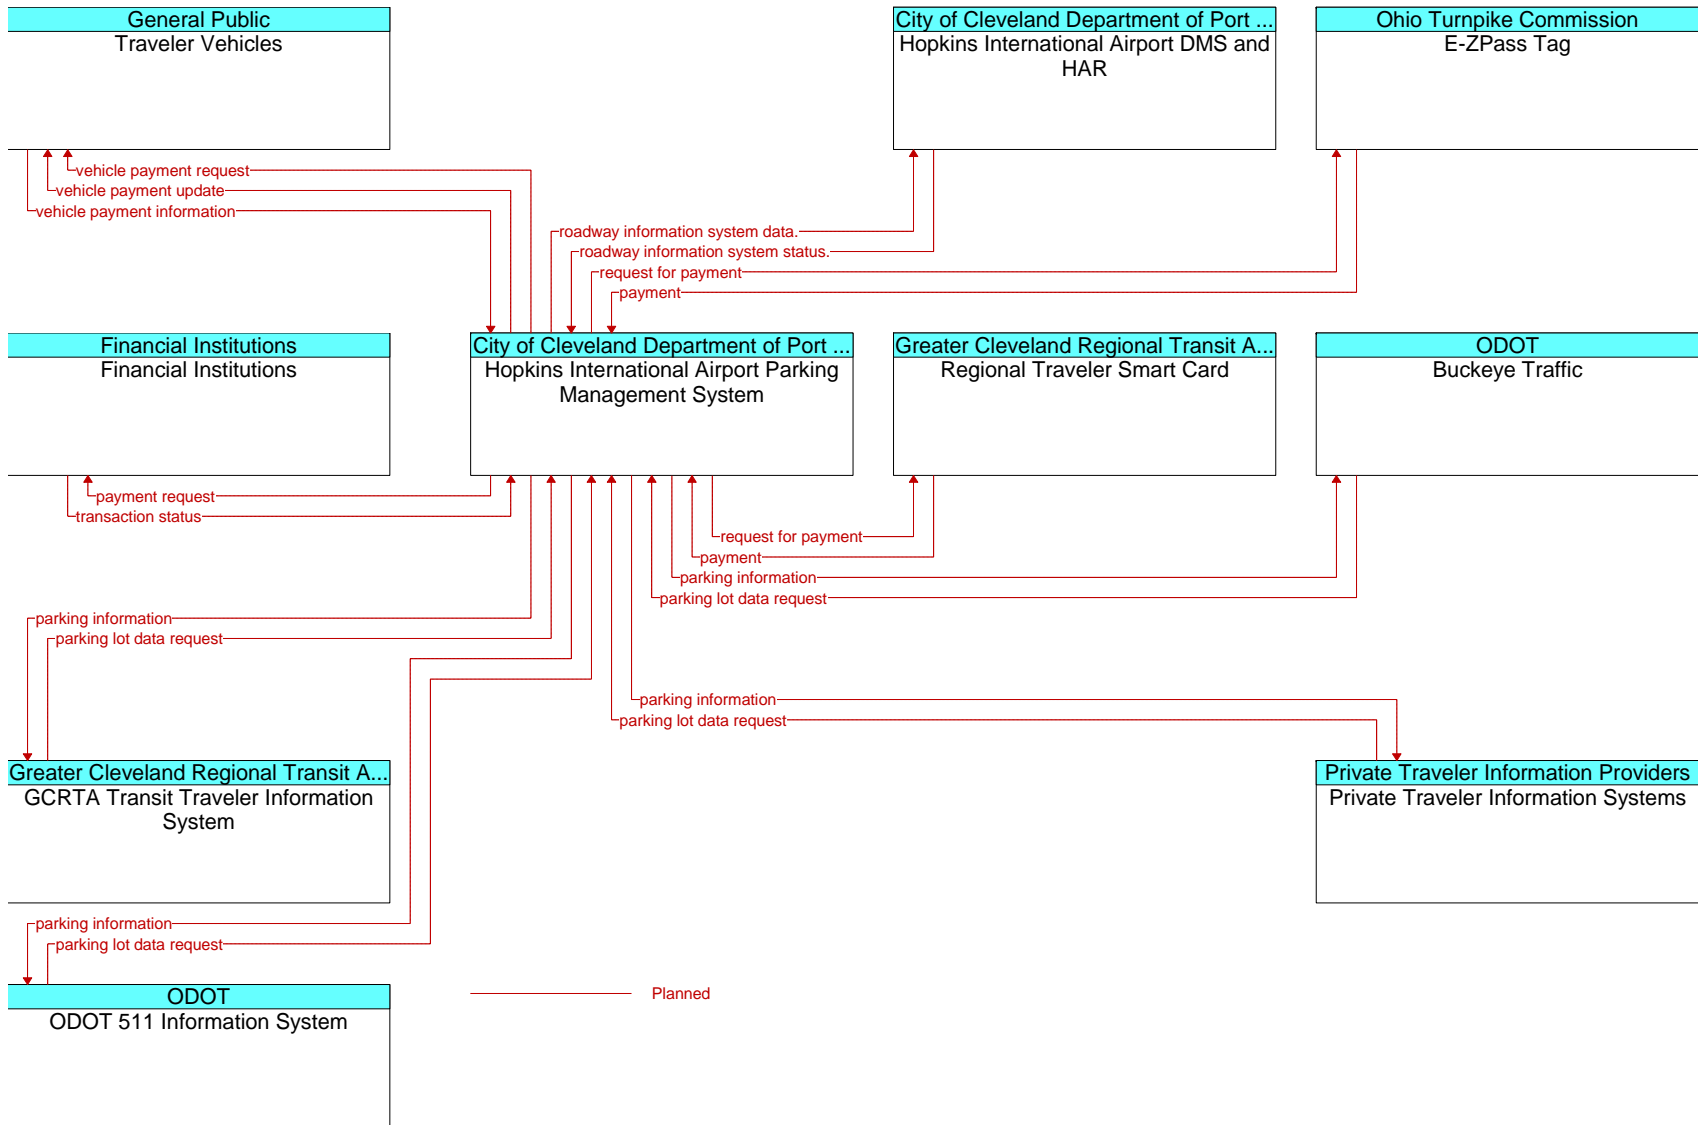 General Public
Traveler Vehicles
City of Cleveland Department of Port ...
Hopkins International Airport DMS and
HAR
Ohio Turnpike Commission
E-ZPass Tag
vehicle payment request
vehicle payment update
vehicle payment information
roadway information system data.
roadway information system status.
request for payment
payment
Financial Institutions
Financial Institutions
City of Cleveland Department of Port ...
Hopkins International Airport Parking
Management System
Greater Cleveland Regional Transit A...
Regional Traveler Smart Card
ODOT
Buckeye Traffic
payment request
transaction status
request for payment
payment
parking information
parking lot data request
parking information
parking lot data request
parking information
parking lot data request
Greater Cleveland Regional Transit A...
GCRTA Transit Traveler Information
System
Private Traveler Information Providers
Private Traveler Information Systems
parking information
parking lot data request
ODOT
ODOT 511 Information System
Planned